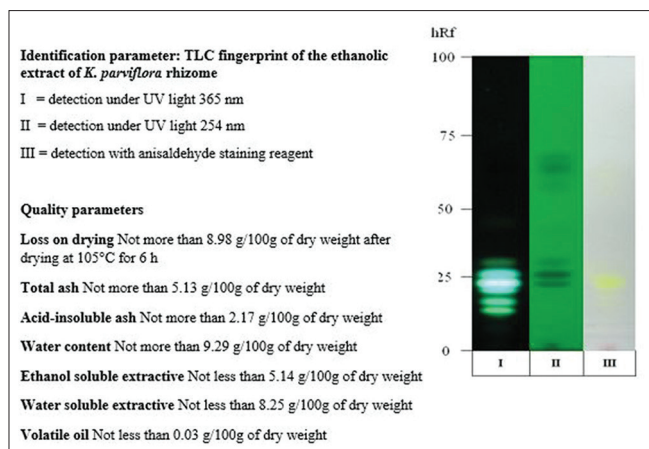 Identification parameter: TLC fingerprint of the ethanolic
extract of K. parviflora rhizome
I = detection under UV light 365 nm
II = detection under UV light 254 nm
III = detection with anisaldehyde staining reagent
Quality parameters
Loss on drying Not more than 8.98 g/100g of dry weight after
drying at 105°C for 6 h
Total ash Not more than 5.13 g/100g of dry weight
Acid-insoluble ash Not more than 2.17 g/100g of dry weight
Water content Not more than 9.29 g/100g of dry weight
Ethanol soluble extractive Not less than 5.14 g/100g of dry weight
Water soluble extractive Not less than 8.25 g/100g of dry weight
Volatile oil Not less than 0.03 g/100g of dry weight
hRf
100
75
50
25
0
I II III